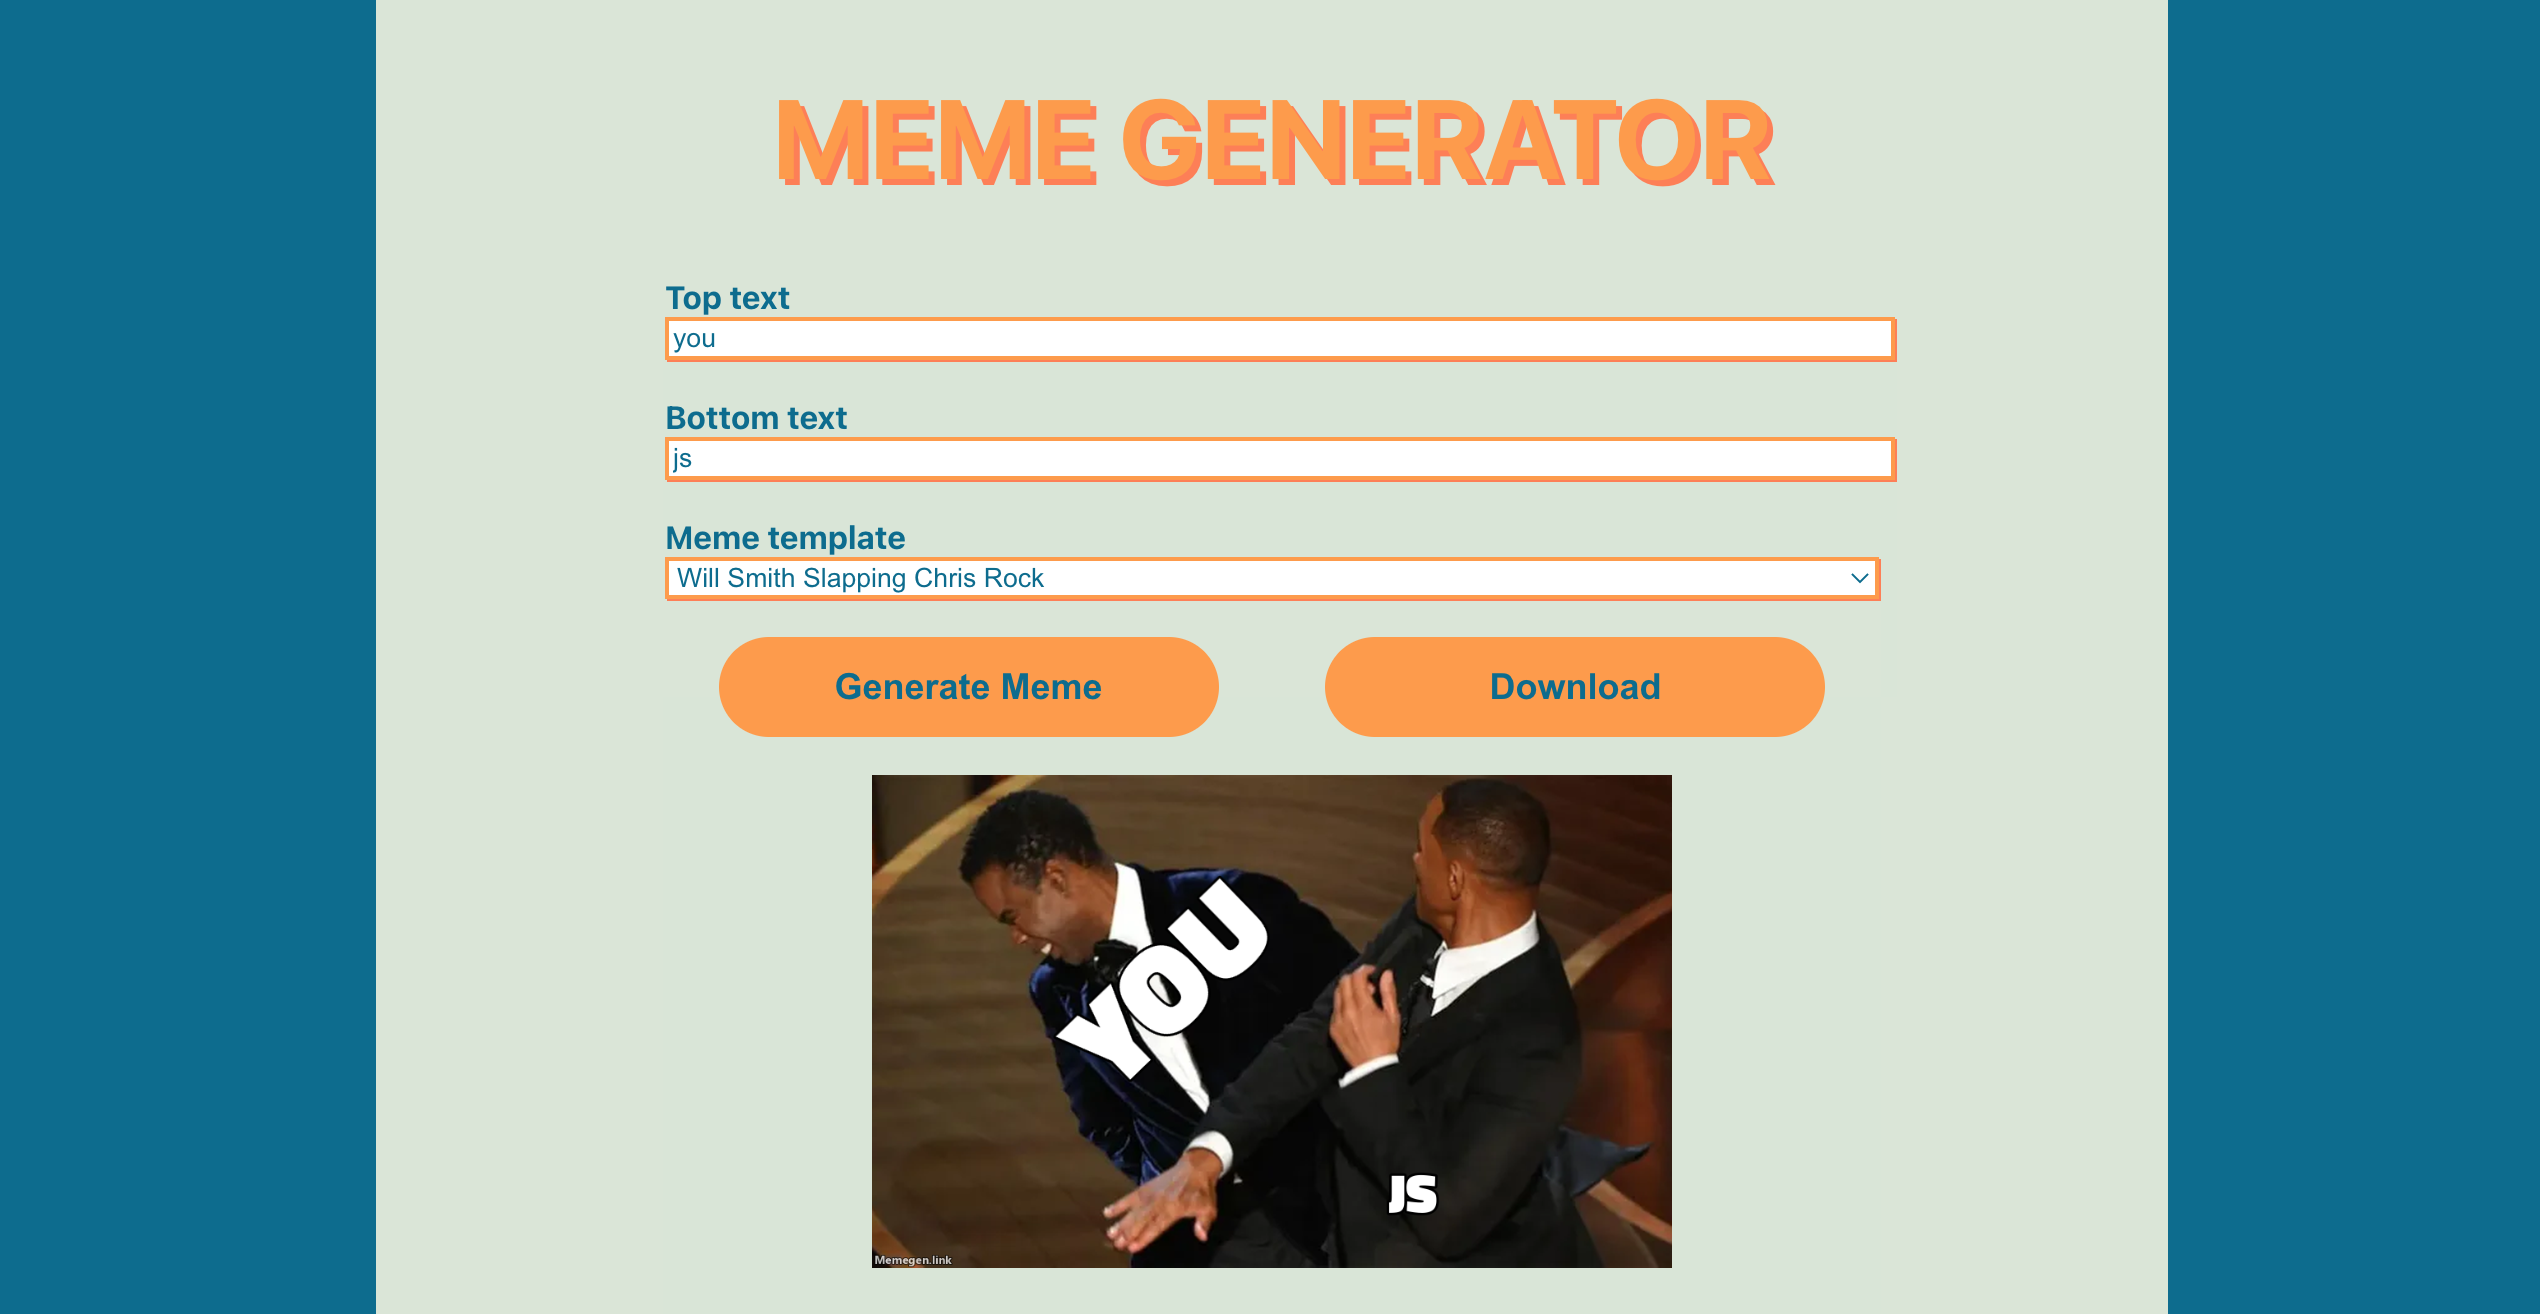 MEME GENERATOR
Top text
you
Bottom text
js
Meme template
Will Smith Slapping Chris Rock
Generate Meme
Download
YOU
JS
Memegen.link